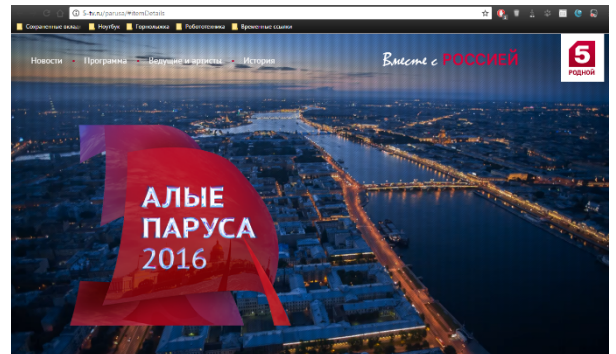 5-tv.ru/parusa/#itomDetails
Сохраненные вклад Ноутбук Горнолыжка Робототехника Временные ссылки
Новости • Программа • Ведущие и артисты • История
Вместе с РОССИЕЙ
5
РОДНОЙ
АЛЫЕ
ПАРУСА
2016